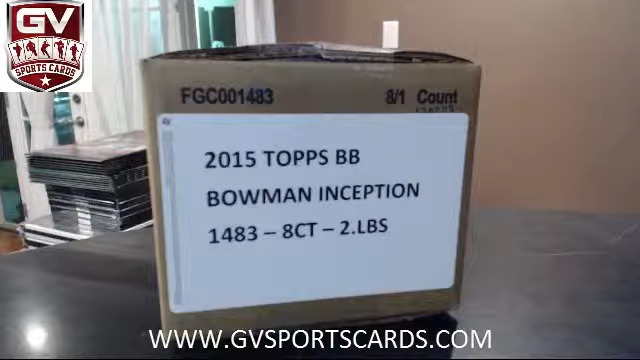 GV
SPORTS CARDS
FGC001483 8/1 Count
2015 TOPPS BB
BOWMAN INCEPTION
1483 – 8CT – 2.LBS
WWW.GVSPORTSCARDS.COM